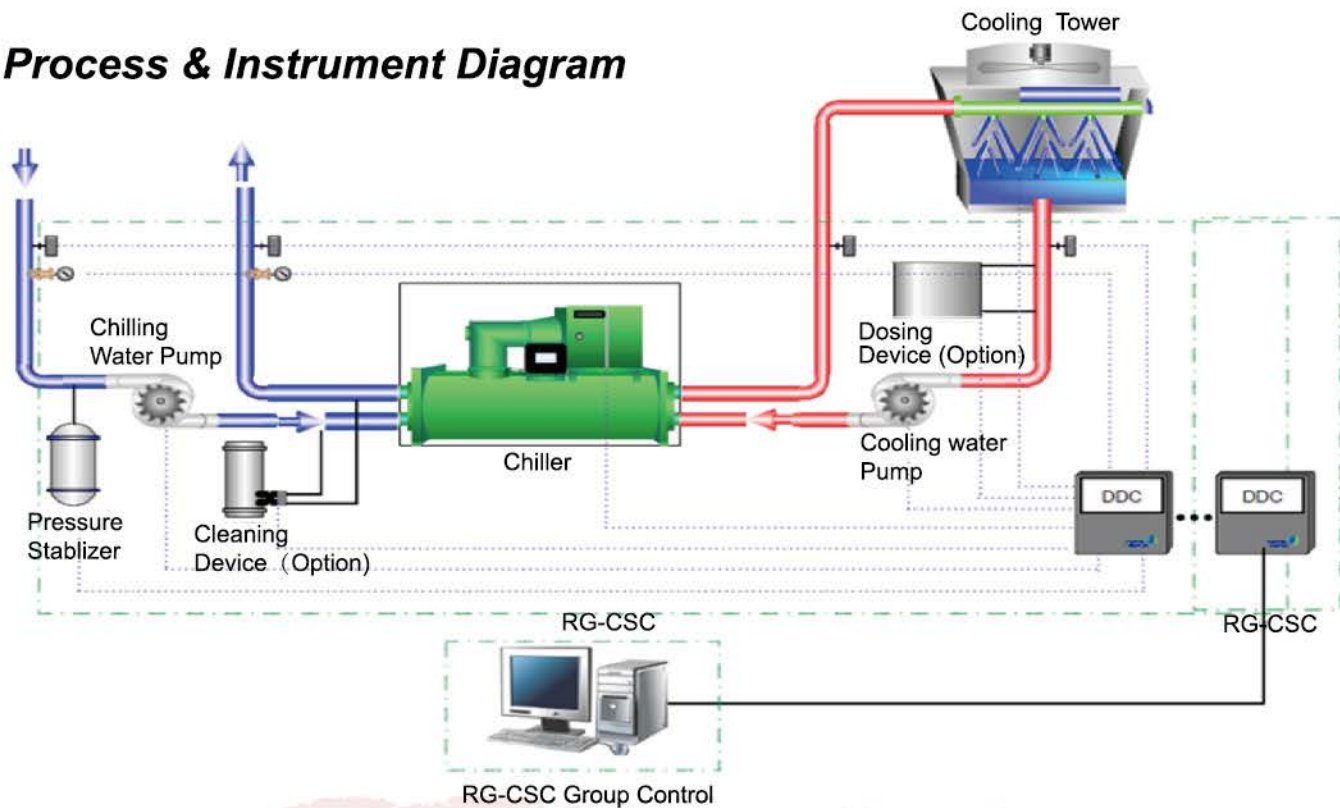 Cooling Tower
Process & Instrument Diagram
Chilling
Water Pump
Dosing
Device (Option)
Cooling water
Pump
Chiller
Pressure
Stablizer
Cleaning
Device（Option)
DDC
DDC
RG-CSC
RG-CSC
RG-CSC Group Control